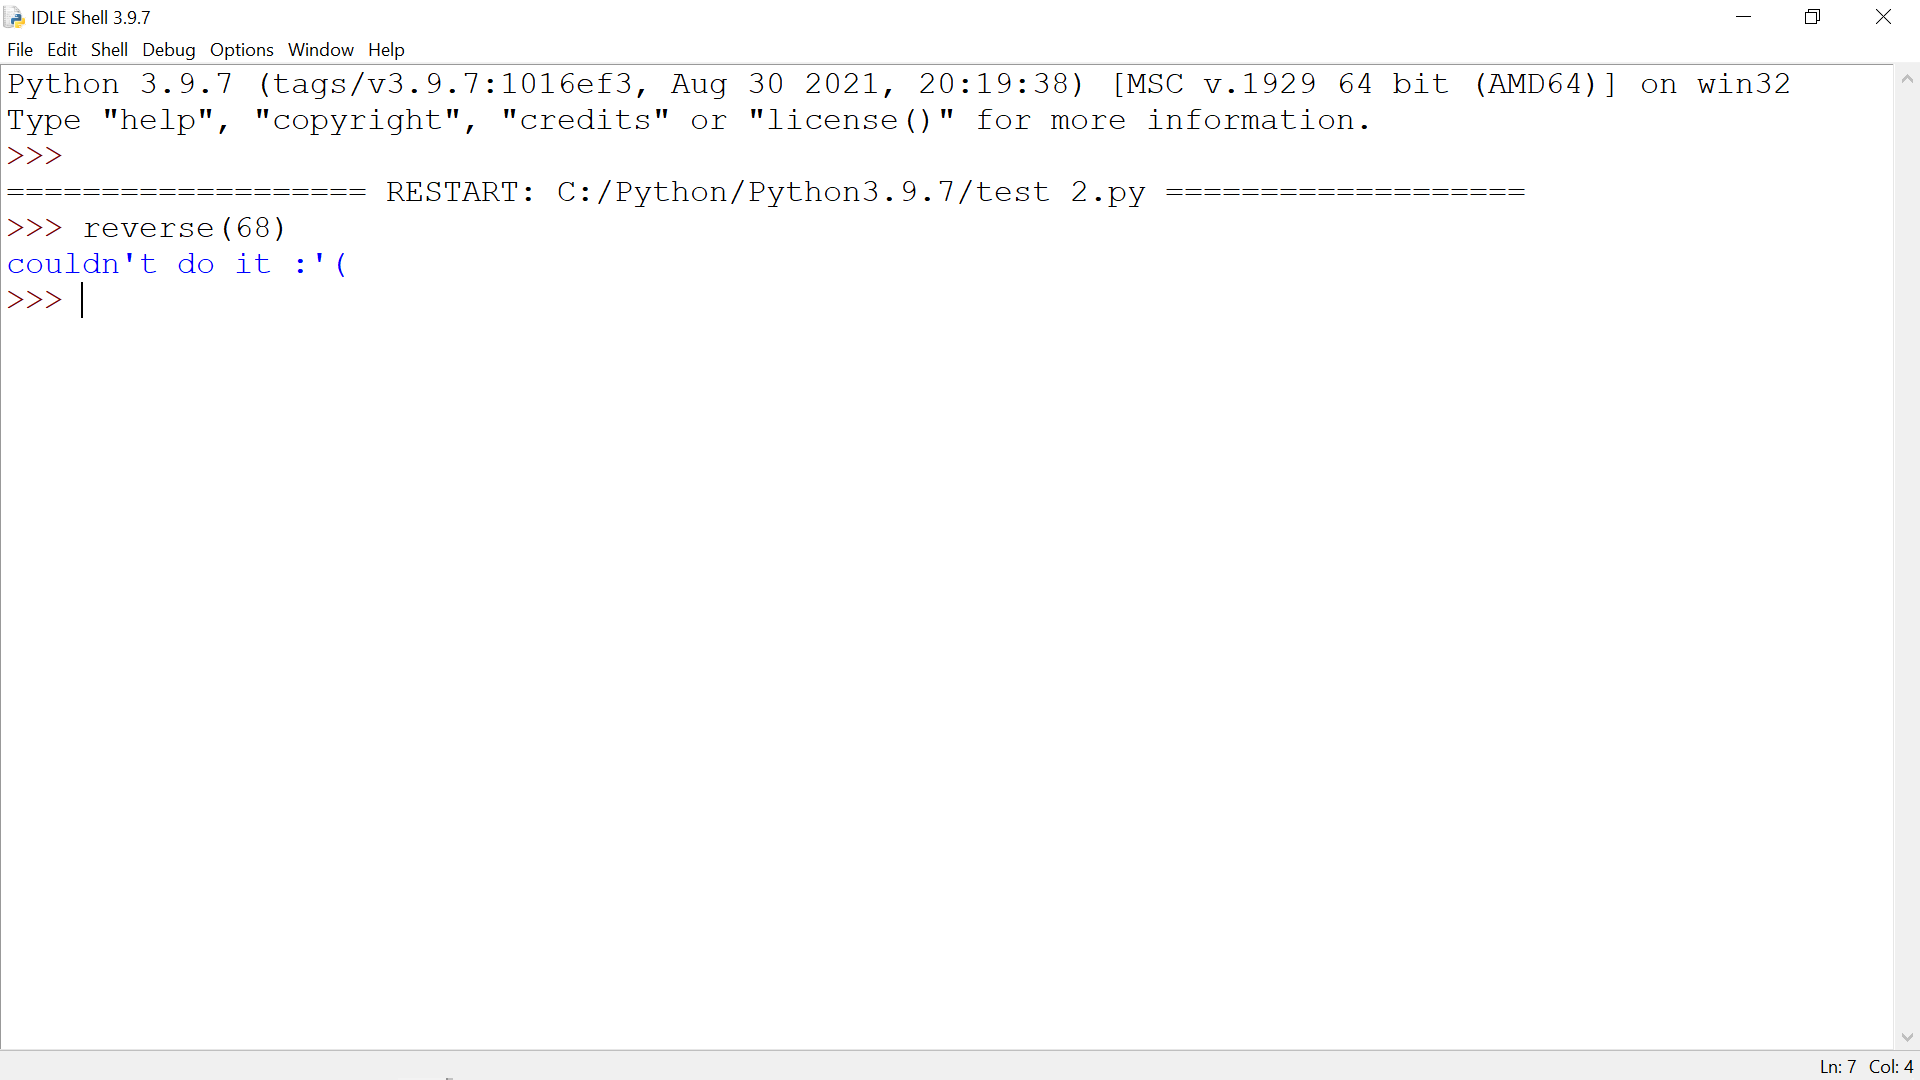 IDLE Shell 3.9.7
File Edit Shell Debug Options Window Help
Python 3.9.7 (tags/v3.9.7:1016ef3, Aug 30 2021, 20:19:38) [MSC v.1929 64 bit (AMD64)] on win32
Type "help", "copyright", "credits" or "license()" for more information.
>>>
=================== RESTART: C:/Python/Python3.9.7/test 2.py ===================
>>> reverse(68)
couldn't do it :'(
>>>
Ln: 7 Col: 4